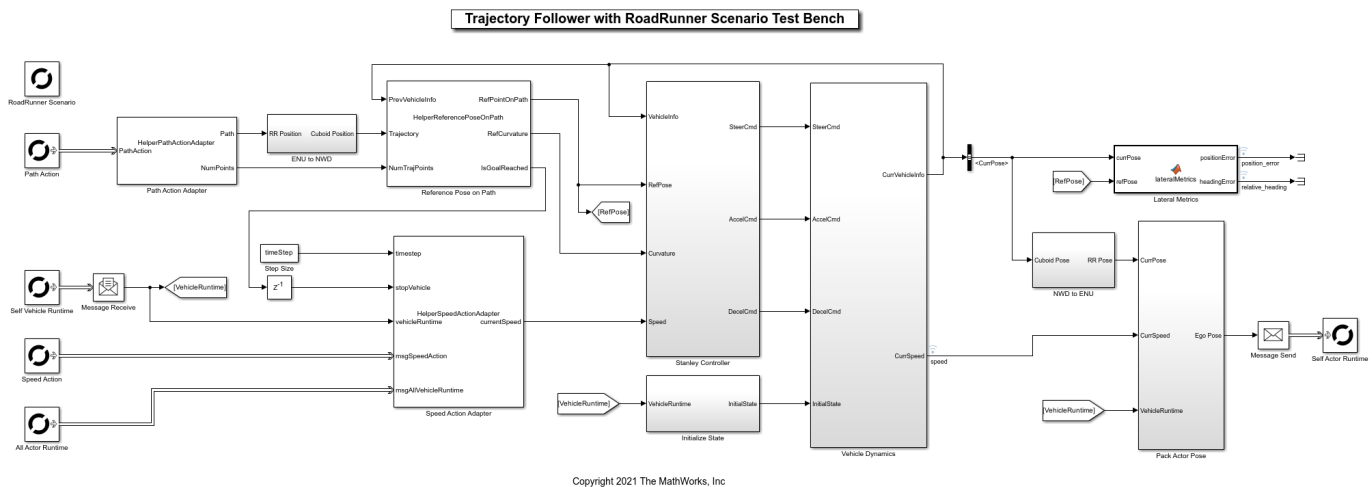 Trajectory Follower with RoadRunner Scenario Test Bench
RoadRunner Scenario
Path Action
HelperPathActionAdapter
PathAction
Path
NumPoints
Path Action Adapter
RR Position
Cuboid Position
ENU to NWD
PrevVehicleInfo
HelperReferencePoseOnPath
Trajectory
NumTrajPoints
RefPointOnPath
RefCurvature
IsGoalReached
Reference Pose on Path
[RefPose]
timeStep
Step Size
z-1
Self Vehicle Runtime
Message Receive
[VehicleRuntime]
Speed Action
All Actor Runtime
timestep
stopVehicle
HelperSpeedActionAdapter
vehicleRuntime
currentSpeed
msgSpeedAction
msgAllVehicleRuntime
Speed Action Adapter
VehicleInfo
RefPose
Curvature
Speed
SteerCmd
AccelCmd
DecelCmd
Stanley Controller
[VehicleRuntime]
VehicleRuntime
InitialState
Initialize State
SteerCmd
AccelCmd
DecelCmd
InitialState
CurrVehicleInfo
CurrSpeed
Vehicle Dynamics
speed
<CurrPose>
[RefPose]
currPose
refPose
lateralMetrics
positionError
headingError
Lateral Metrics
position_error
relative_heading
Cuboid Pose
RR Pose
NWD to ENU
[VehicleRuntime]
CurrPose
CurrSpeed
VehicleRuntime
Ego Pose
Pack Actor Pose
Message Send
Self Actor Runtime
Copyright 2021 The MathWorks, Inc